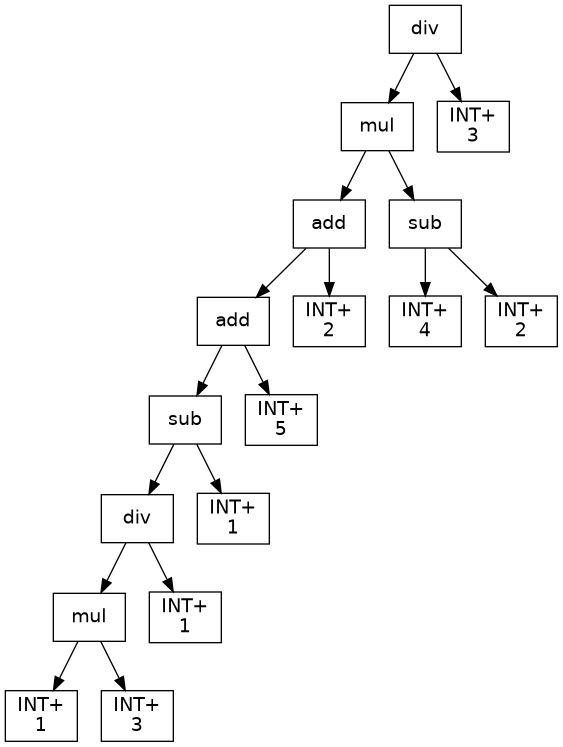 div
mul
INT+
3
add
sub
add
INT+
2
INT+
4
INT+
2
sub
INT+
5
div
INT+
1
mul
INT+
1
INT+
1
INT+
3